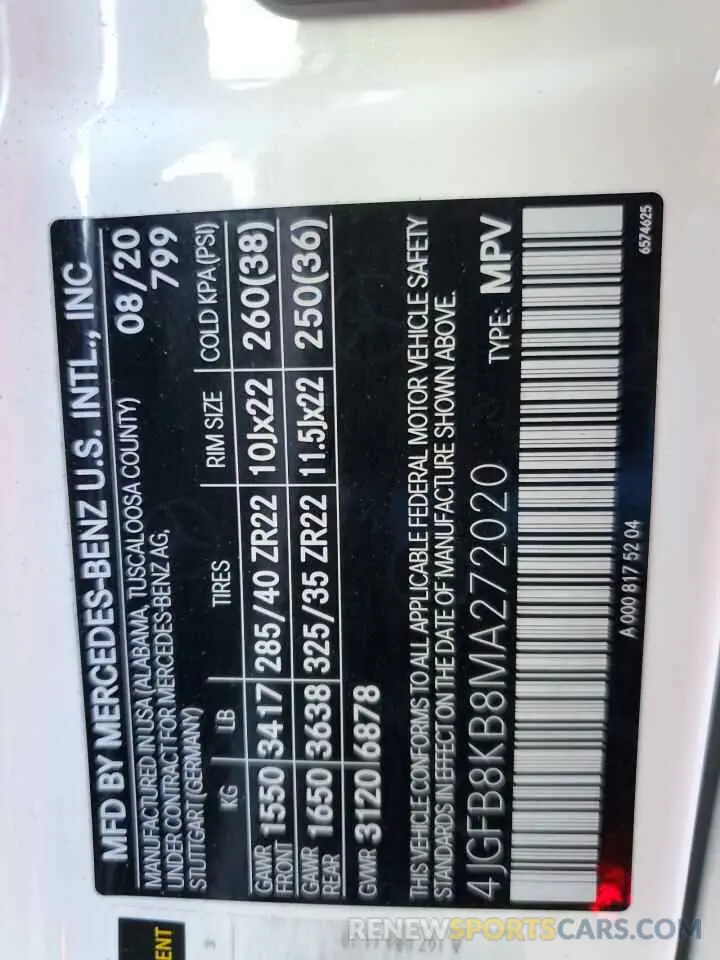 MFD BY MERCEDES-BENZ U.S. INTL., INC
MANUFACTURED IN USA (ALABAMA, TUSCALOOSA COUNTY) 08/20
UNDER CONTRACT FOR MERCEDES-BENZ AG, 799
STUTTGART (GERMANY)
KG LB TIRES RIM SIZE COLD KPA (PSI)
GAWR FRONT 1550 3417 285/40 ZR22 10Jx22 260(38)
GAWR REAR 1650 3638 325/35 ZR22 11.5Jx22 250(36)
GVWR 3120 6878
THIS VEHICLE CONFORMS TO ALL APPLICABLE FEDERAL MOTOR VEHICLE SAFETY
STANDARDS IN EFFECT ON THE DATE OF MANUFACTURE SHOWN ABOVE.
4JGFB8KB8MA272020 TYPE: MPV
A 000 817 52 04
6574625
RENEWSPORTSCARS.COM